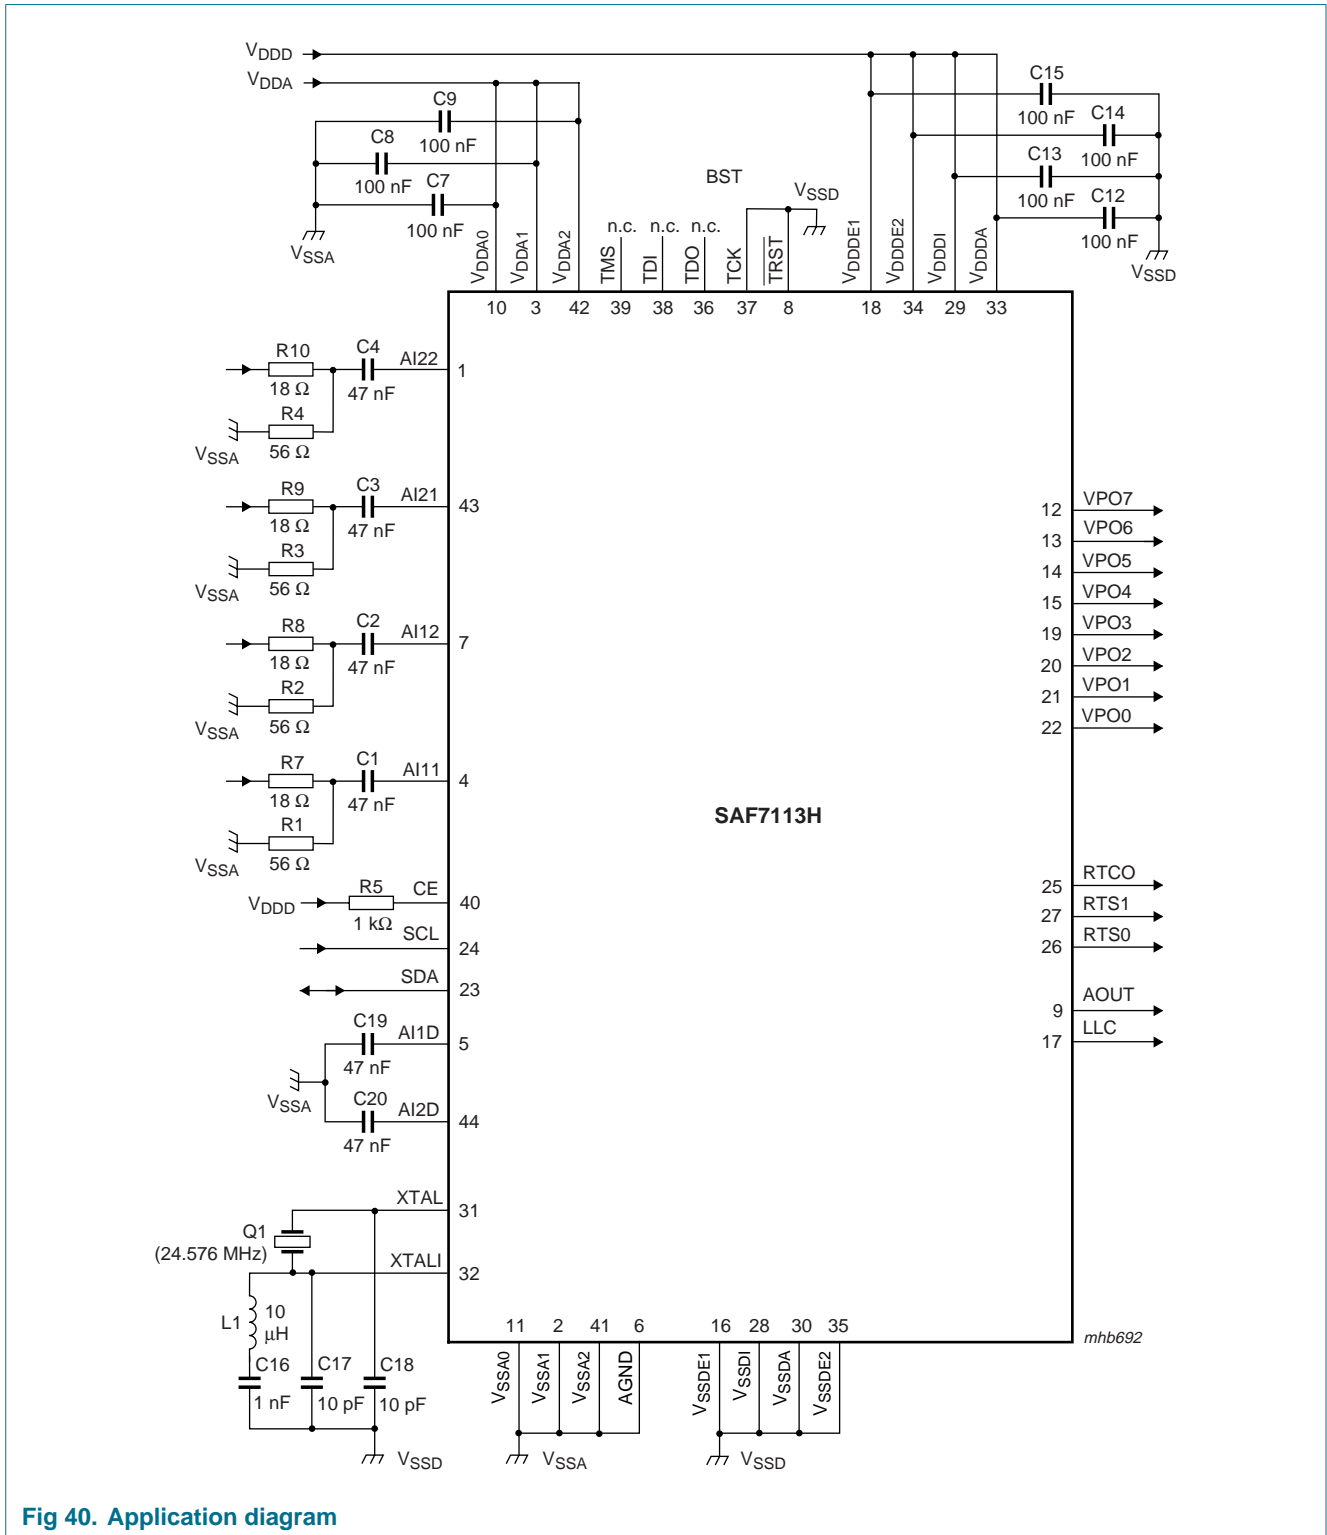 VDDD
VDDA
C9
100 nF
C8
100 nF
C7
100 nF
VSSA
C15
100 nF
C14
100 nF
C13
100 nF
C12
100 nF
VSSD
BST
VSSD
n.c. n.c. n.c.
VDDA0 VDDA1 VDDA2 TMS TDI TDO TCK TRST VDDDE1 VDDDE2 VDDDI VDDDA
10 3 42 39 38 36 37 8 18 34 29 33
R10 C4 AI22
1
18 Ω 47 nF
R4
VSSA 56 Ω
R9 C3 AI21
43
18 Ω 47 nF
R3
VSSA 56 Ω
R8 C2 AI12
7
18 Ω 47 nF
R2
VSSA 56 Ω
R7 C1 AI11
4
18 Ω 47 nF
R1
VSSA 56 Ω
12 VPO7
13 VPO6
14 VPO5
15 VPO4
19 VPO3
20 VPO2
21 VPO1
22 VPO0
SAF7113H
VDDD R5 CE 40
1 kΩ
SCL 24
SDA 23
25 RTCO
27 RTS1
26 RTS0
9 AOUT
17 LLC
C19 AI1D 5
47 nF
VSSA
C20 AI2D 44
47 nF
XTAL 31
Q1
(24.576 MHz)
XTALI 32
L1 10 μH
C16 C17 C18
1 nF 10 pF 10 pF
VSSD
11 2 41 6 16 28 30 35
VSSA0 VSSA1 VSSA2 AGND VSSDE1 VSSDI VSSDA VSSDE2
VSSA VSSD
mhb692
Fig 40. Application diagram